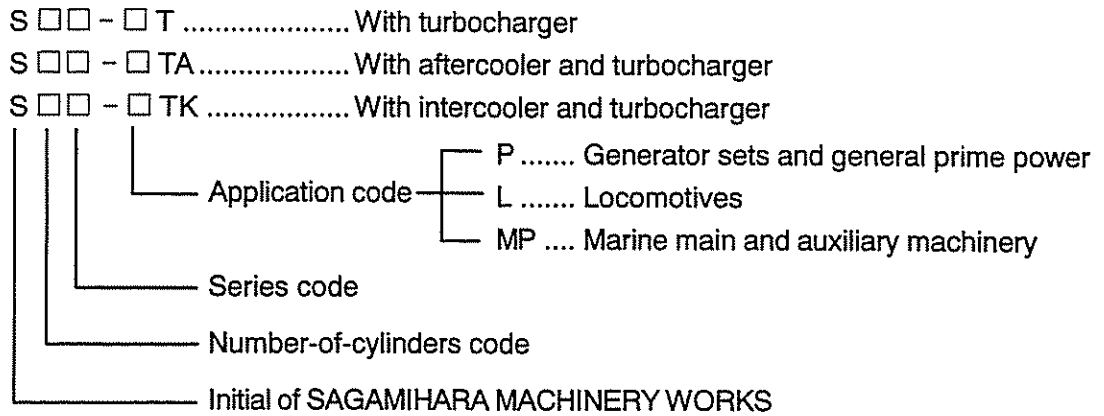 S □□ – □ T ..................... With turbocharger
S □□ – □ TA .................. With aftercooler and turbocharger
S □□ – □ TK .................. With intercooler and turbocharger
P ....... Generator sets and general prime power
Application code
L ....... Locomotives
MP .... Marine main and auxiliary machinery
Series code
Number-of-cylinders code
Initial of SAGAMIHARA MACHINERY WORKS